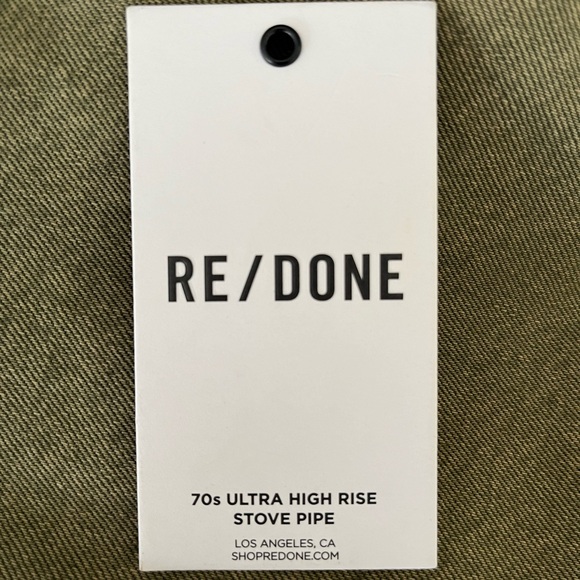 RE/DONE
70s ULTRA HIGH RISE
STOVE PIPE
LOS ANGELES, CA
SHOPREDONE.COM